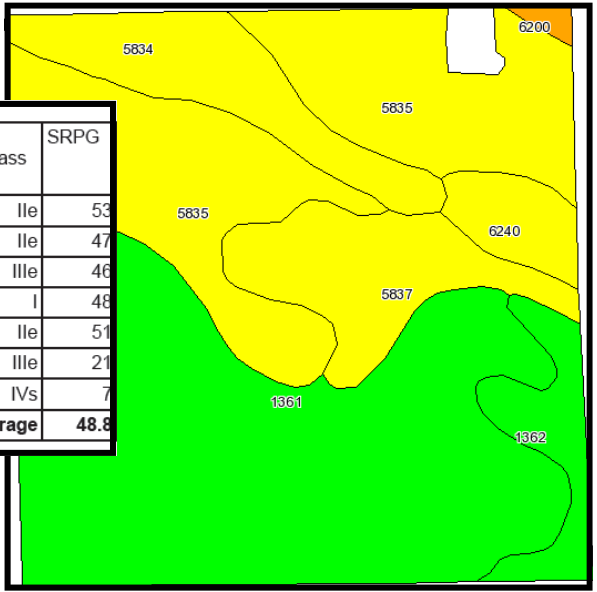 6200
5834
5835
SRPG
ass
IIe 53
IIe 47
IIIe 46
I 48
IIe 51
IIIe 21
IVs 7
rage 48.8
5835
6240
5837
1361
1362